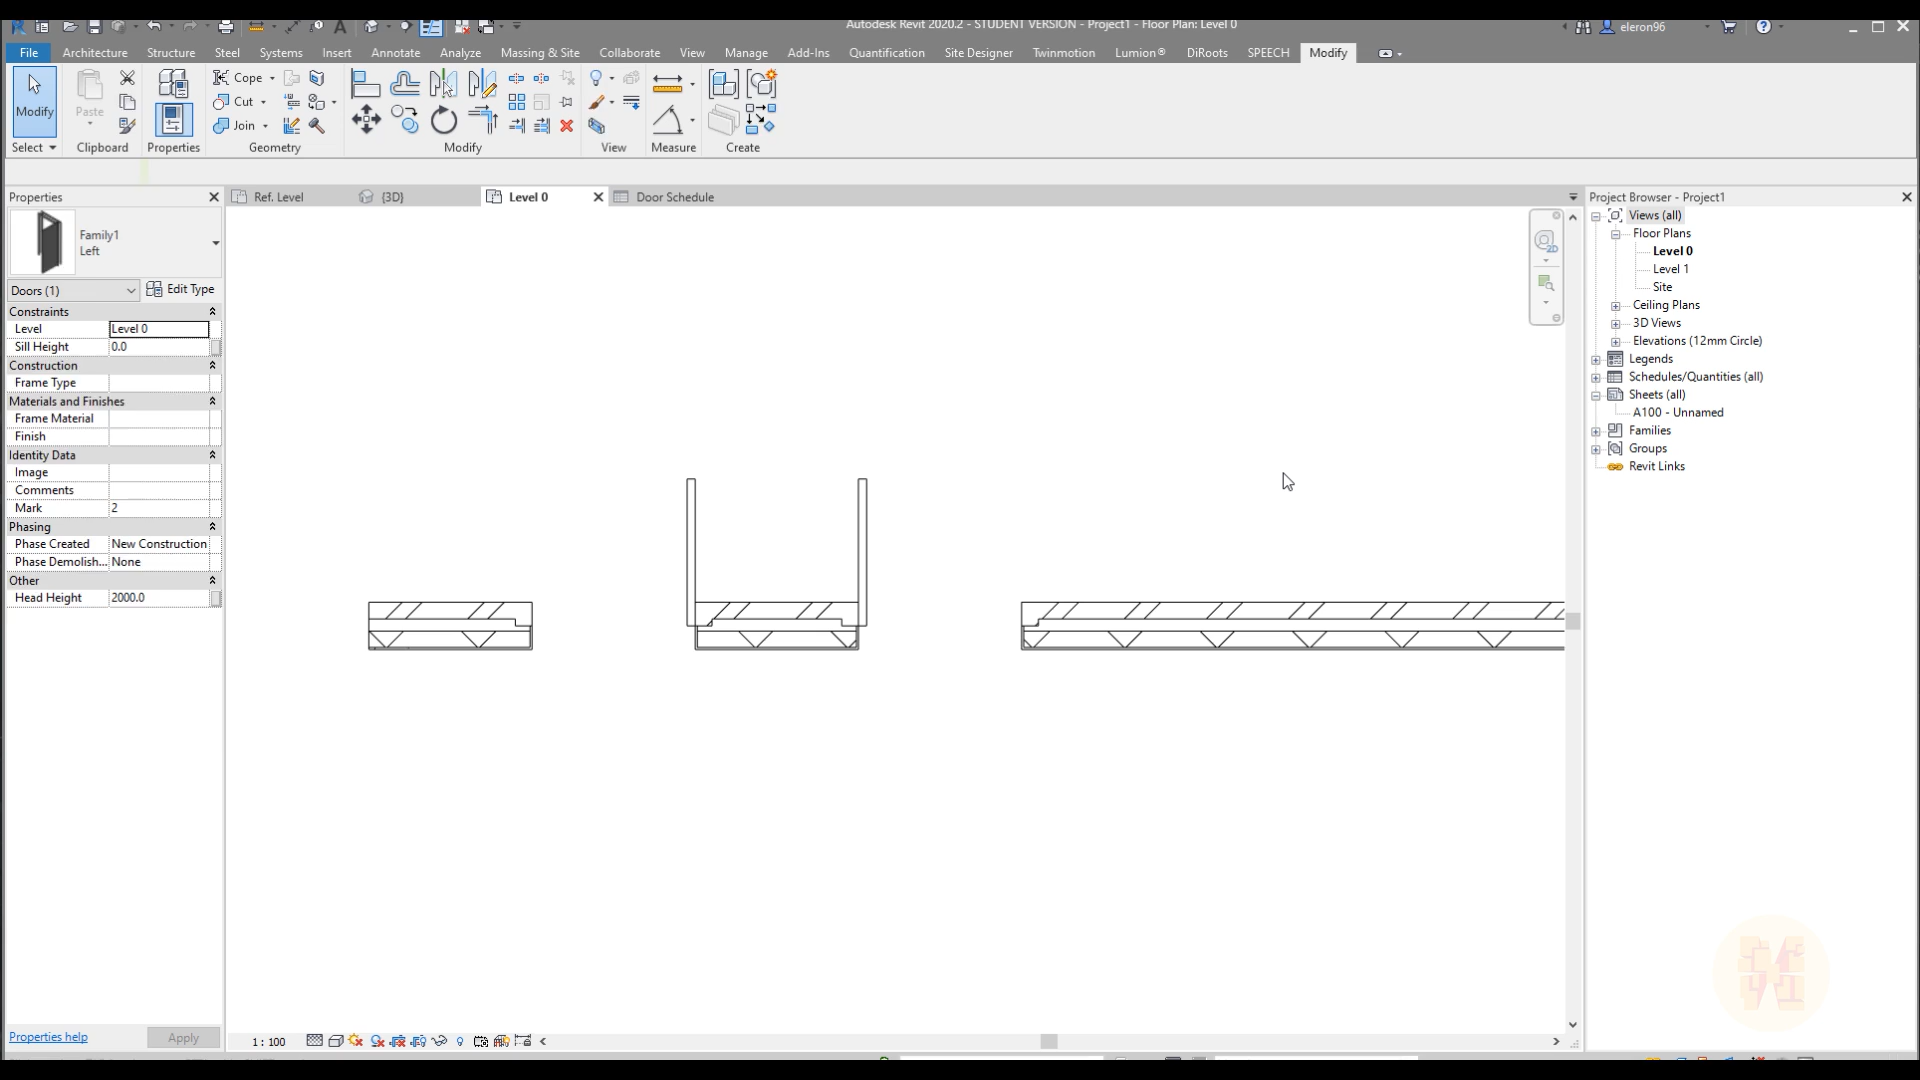 Autodesk Revit 2020.2 - STUDENT VERSION - Project1 - Floor Plan: Level 0
eleron96
File Architecture Structure Steel Systems Insert Annotate Analyze Massing & Site Collaborate View Manage Add-Ins Quantification Site Designer Twinmotion Lumion® DiRoots SPEECH Modify
Modify
Paste
Cope
Cut
Join
Select Clipboard Properties Geometry Modify View Measure Create
Properties
Ref. Level
{3D}
Level 0
Door Schedule
Project Browser - Project1
Family1
Left
Doors (1)
Edit Type
Constraints
Level Level 0
Sill Height 0.0
Construction
Frame Type
Materials and Finishes
Frame Material
Finish
Identity Data
Image
Comments
Mark 2
Phasing
Phase Created New Construction
Phase Demolish... None
Other
Head Height 2000.0
Properties help
Apply
2D
Views (all)
Floor Plans
Level 0
Level 1
Site
Ceiling Plans
3D Views
Elevations (12mm Circle)
Legends
Schedules/Quantities (all)
Sheets (all)
A100 - Unnamed
Families
Groups
Revit Links
1 : 100